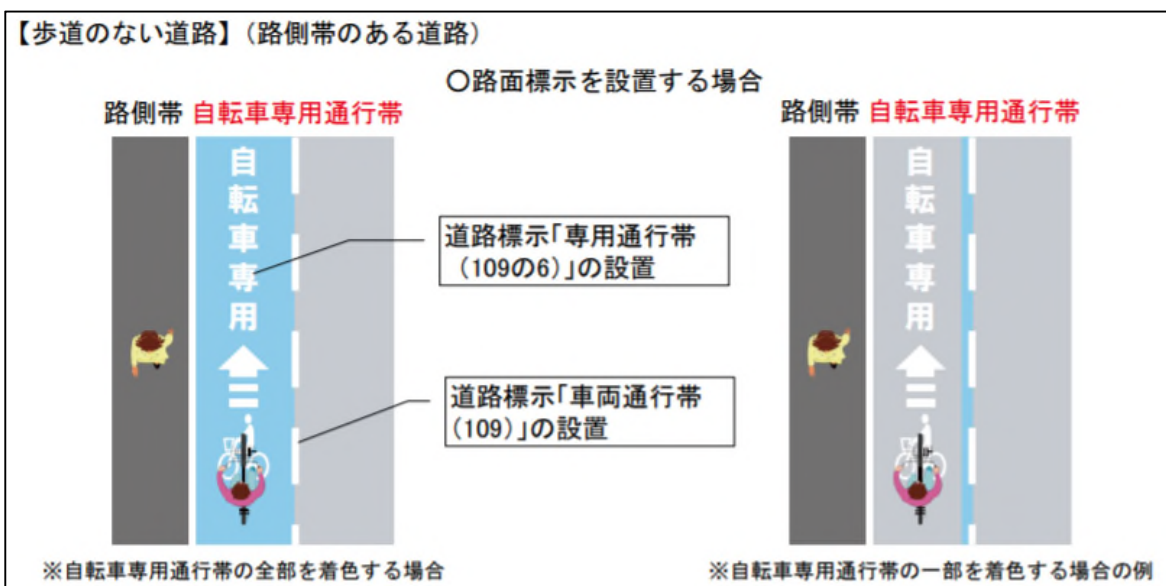 【歩道のない道路】（路側帯のある道路）
〇路面標示を設置する場合
路側帯 自転車専用通行帯
自転車専用
道路標示「専用通行帯
（109の6）」の設置
道路標示「車両通行帯
（109）」の設置
※自転車専用通行帯の全部を着色する場合
路側帯 自転車専用通行帯
自転車専用
※自転車専用通行帯の一部を着色する場合の例